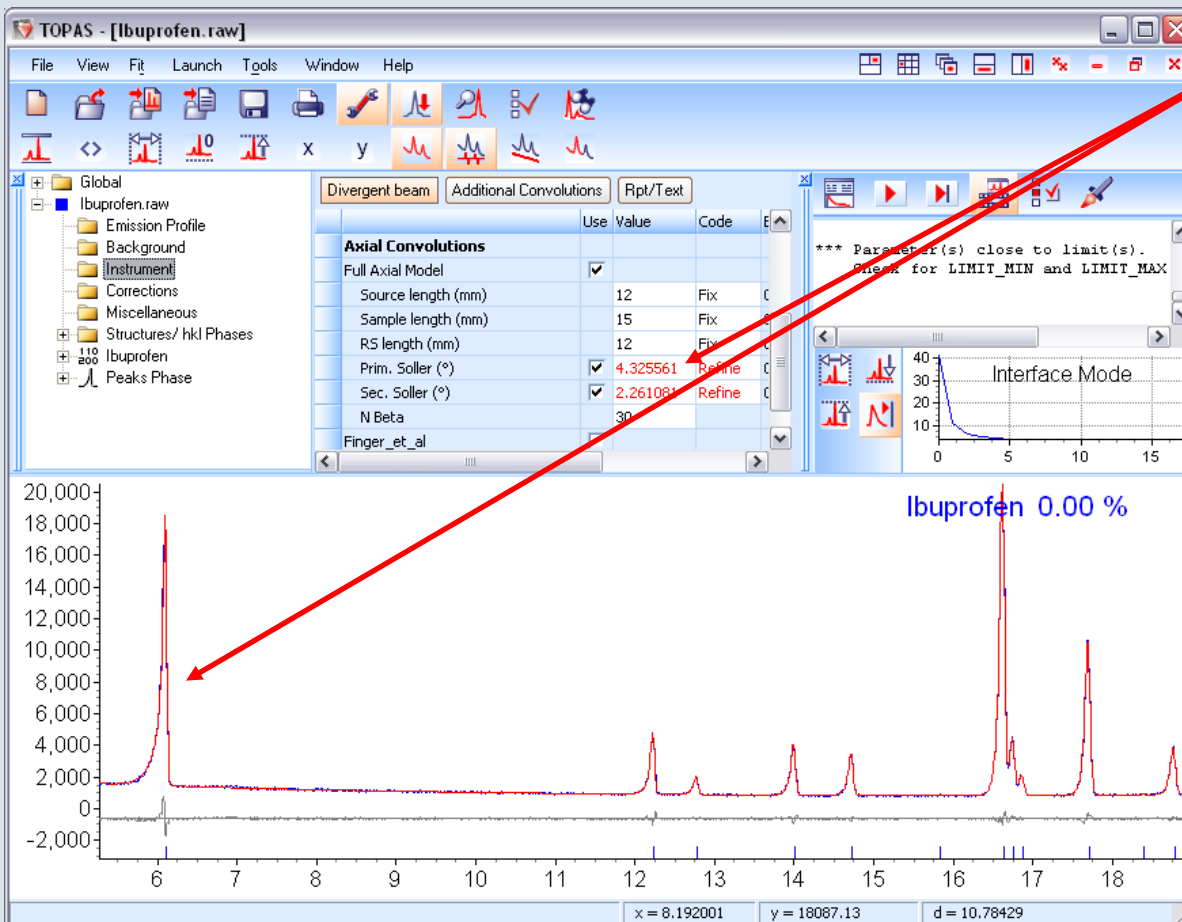 TOPAS - [Ibuprofen.raw]
File View Fit Launch Tools Window Help
x y
Global
Ibuprofen.raw
Emission Profile
Background
Instrument
Corrections
Miscellaneous
Structures/ hkl Phases
Ibuprofen
Peaks Phase
Divergent beam Additional Convolutions Rpt/Text
Use Value Code
Axial Convolutions
Full Axial Model
Source length (mm) 12 Fix
Sample length (mm) 15 Fix
RS length (mm) 12 Fix
Prim. Soller (°) 4.325561 Refine
Sec. Soller (°) 2.261081 Refine
N Beta 30
Finger_et_al
*** Parameter(s) close to limit(s).
Check for LIMIT_MIN and LIMIT_MAX
Interface Mode
40
30
20
10
0 5 10 15
Ibuprofen 0.00 %
20,000
18,000
16,000
14,000
12,000
10,000
8,000
6,000
4,000
2,000
0
-2,000
6 7 8 9 10 11 12 13 14 15 16 17 18
x = 8.192001 y = 18087.13 d = 10.78429